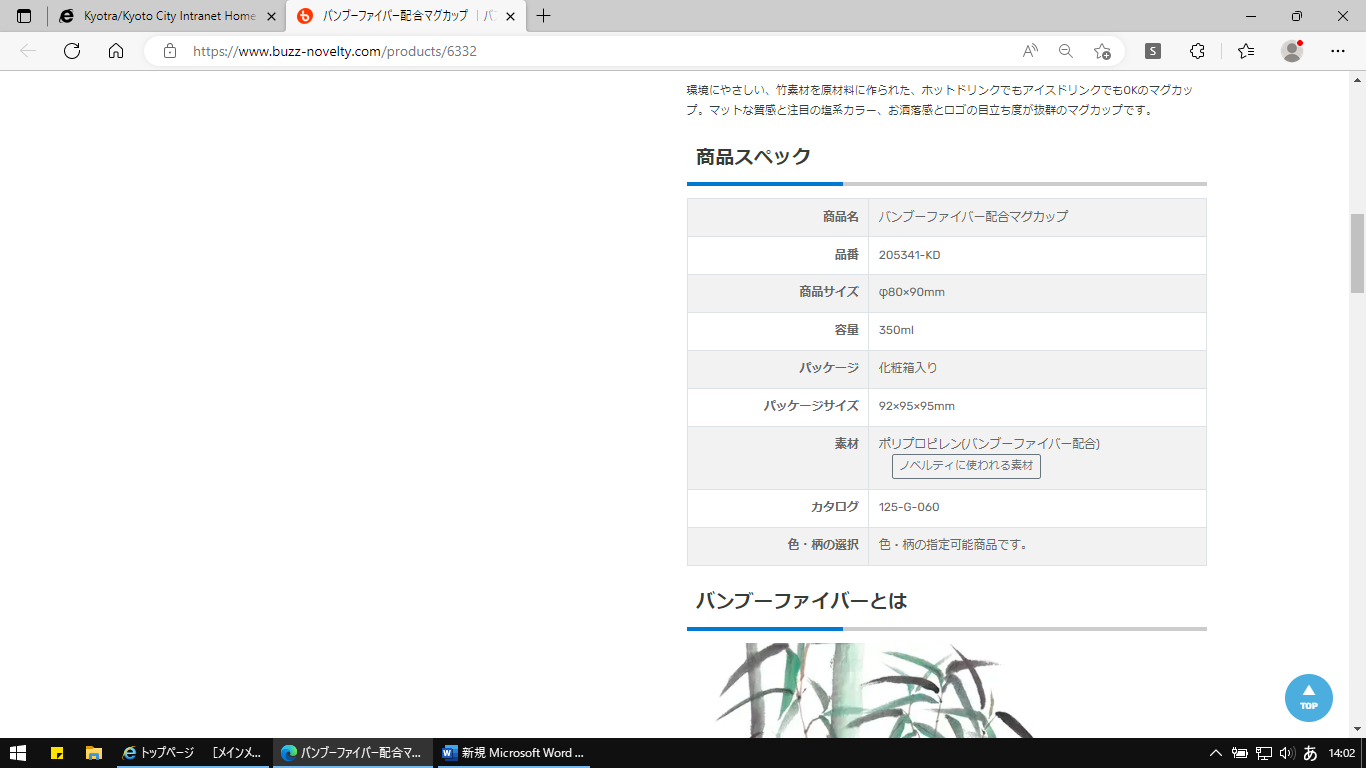 Kyotra/Kyoto City Intranet Home
バンブーファイバー配合マグカップ ｜バ
https://www.buzz-novelty.com/products/6332
S
環境にやさしい、竹素材を原材料に作られた、ホットドリンクでもアイスドリンクでもOKのマグカッ
プ。マットな質感と注目の塩系カラー、お洒落感とロゴの目立ち度が抜群のマグカップです。
商品スペック
商品名 バンブーファイバー配合マグカップ
品番 205341-KD
商品サイズ φ80×90mm
容量 350ml
パッケージ 化粧箱入り
パッケージサイズ 92×95×95mm
素材 ポリプロピレン(バンブーファイバー配合)
ノベルティに使われる素材
カタログ 125-G-060
色・柄の選択 色・柄の指定可能商品です。
バンブーファイバーとは
TOP
トップページ [メインメ...
バンブーファイバー配合マ...
新規 Microsoft Word ...
あ
14:02